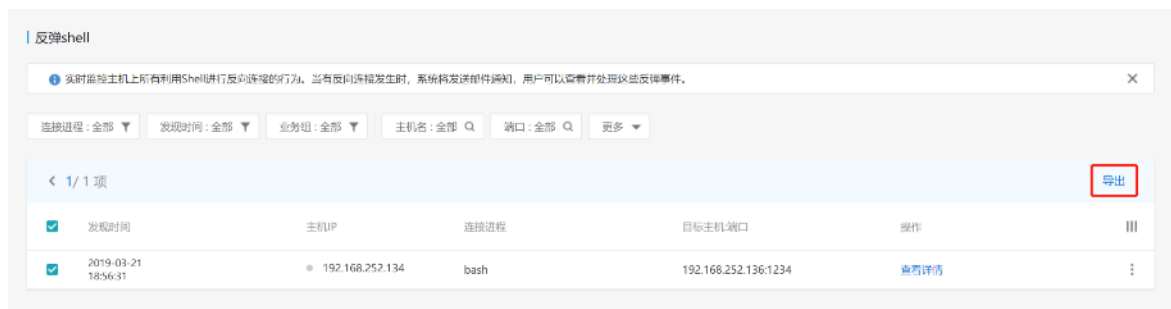 反弹shell
实时监控主机上所有利用Shell进行反向连接的行为。当有反向连接发生时，系统将发送邮件通知，用户可以查看并处理这些反弹事件。
连接进程：全部 发现时间：全部 业务组：全部 主机名：全部 端口：全部 更多
1/ 1 项 导出
发现时间 主机IP 连接进程 目标主机:端口 操作
2019-03-21 18:56:31 192.168.252.134 bash 192.168.252.136:1234 查看详情